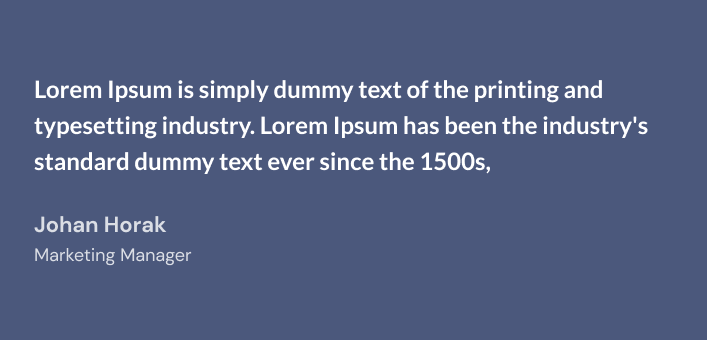 Lorem Ipsum is simply dummy text of the printing and
typesetting industry. Lorem Ipsum has been the industry's
standard dummy text ever since the 1500s,
Johan Horak
Marketing Manager